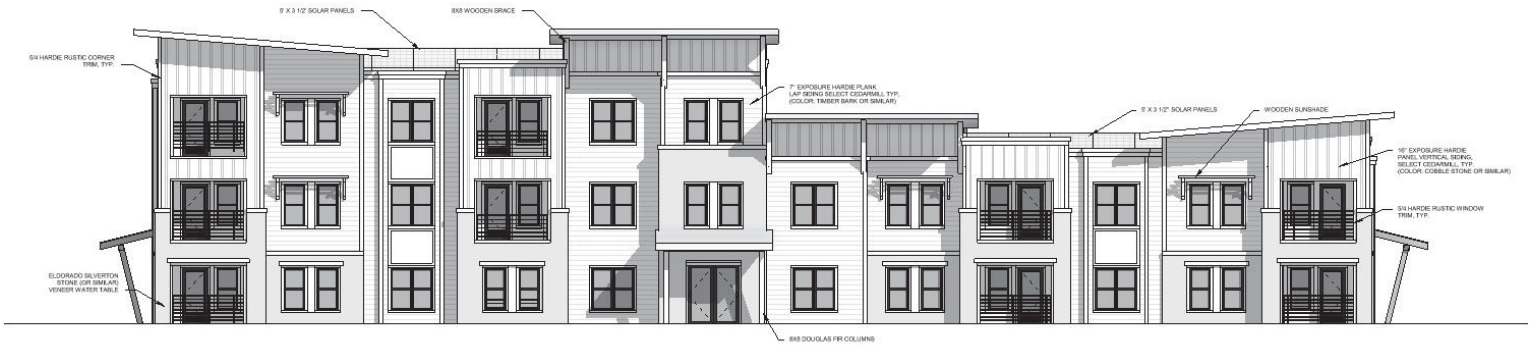 5' X 3 1/2' SOLAR PANELS
8X8 WOODEN BRACE
5/4 HARDIE RUSTIC CORNER
TRIM, TYP.
7" EXPOSURE HARDIE PLANK
LAP SIDING SELECT CEDARMILL TYP.
(COLOR: TIMBER BARK OR SIMILAR)
5' X 3 1/2' SOLAR PANELS
WOODEN SUNSHADE
16" EXPOSURE HARDIE
PANEL VERTICAL SIDING,
SELECT CEDARMILL, TYP.
(COLOR: COBBLE STONE OR SIMILAR)
5/4 HARDIE RUSTIC WINDOW
TRIM, TYP.
ELDORADO SILVERTON
STONE (OR SIMILAR)
VENEER WATER TABLE
8X8 DOUGLAS FIR COLUMNS